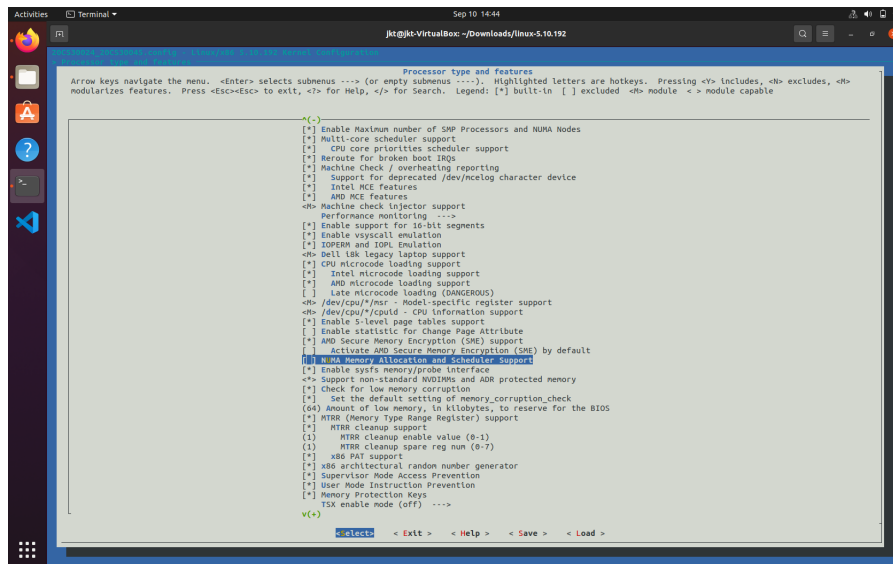 Activities Terminal Sep 10 14:44
jkt@jkt-VirtualBox: ~/Downloads/linux-5.10.192
Linux/x86 5.10.192 Kernel Configuration
Processor type and features
Processor type and features
Arrow keys navigate the menu. <Enter> selects submenus ---> (or empty submenus ----). Highlighted letters are hotkeys. Pressing <Y> includes, <N> excludes, <M>
modularizes features. Press <Esc><Esc> to exit, <?> for Help, </> for Search. Legend: [*] built-in [ ] excluded <M> module < > module capable
^(-)
[*] Enable Maximum number of SMP Processors and NUMA Nodes
[*] Multi-core scheduler support
[*] CPU core priorities scheduler support
[*] Reroute for broken boot IRQs
[*] Machine Check / overheating reporting
[*] Support for deprecated /dev/mcelog character device
[*] Intel MCE features
[*] AMD MCE features
<M> Machine check injector support
Performance monitoring --->
[*] Enable support for 16-bit segments
[*] Enable vsyscall emulation
[*] IOPERM and IOPL Emulation
<M> Dell i8k legacy laptop support
[*] CPU microcode loading support
[*] Intel microcode loading support
[*] AMD microcode loading support
[ ] Late microcode loading (DANGEROUS)
<M> /dev/cpu/*/msr - Model-specific register support
<M> /dev/cpu/*/cpuid - CPU information support
[*] Enable 5-level page tables support
[ ] Enable statistic for Change Page Attribute
[*] AMD Secure Memory Encryption (SME) support
[ ] Activate AMD Secure Memory Encryption (SME) by default
[ ] NUMA Memory Allocation and Scheduler Support
[*] Enable sysfs memory/probe interface
<*> Support non-standard NVDIMMs and ADR protected memory
[*] Check for low memory corruption
[*] Set the default setting of memory_corruption_check
(64) Amount of low memory, in kilobytes, to reserve for the BIOS
[*] MTRR (Memory Type Range Register) support
[*] MTRR cleanup support
(1) MTRR cleanup enable value (0-1)
(1) MTRR cleanup spare reg num (0-7)
[*] x86 PAT support
[*] x86 architectural random number generator
[*] Supervisor Mode Access Prevention
[*] User Mode Instruction Prevention
[*] Memory Protection Keys
TSX enable mode (off) --->
v(+)
<Select> < Exit > < Help > < Save > < Load >